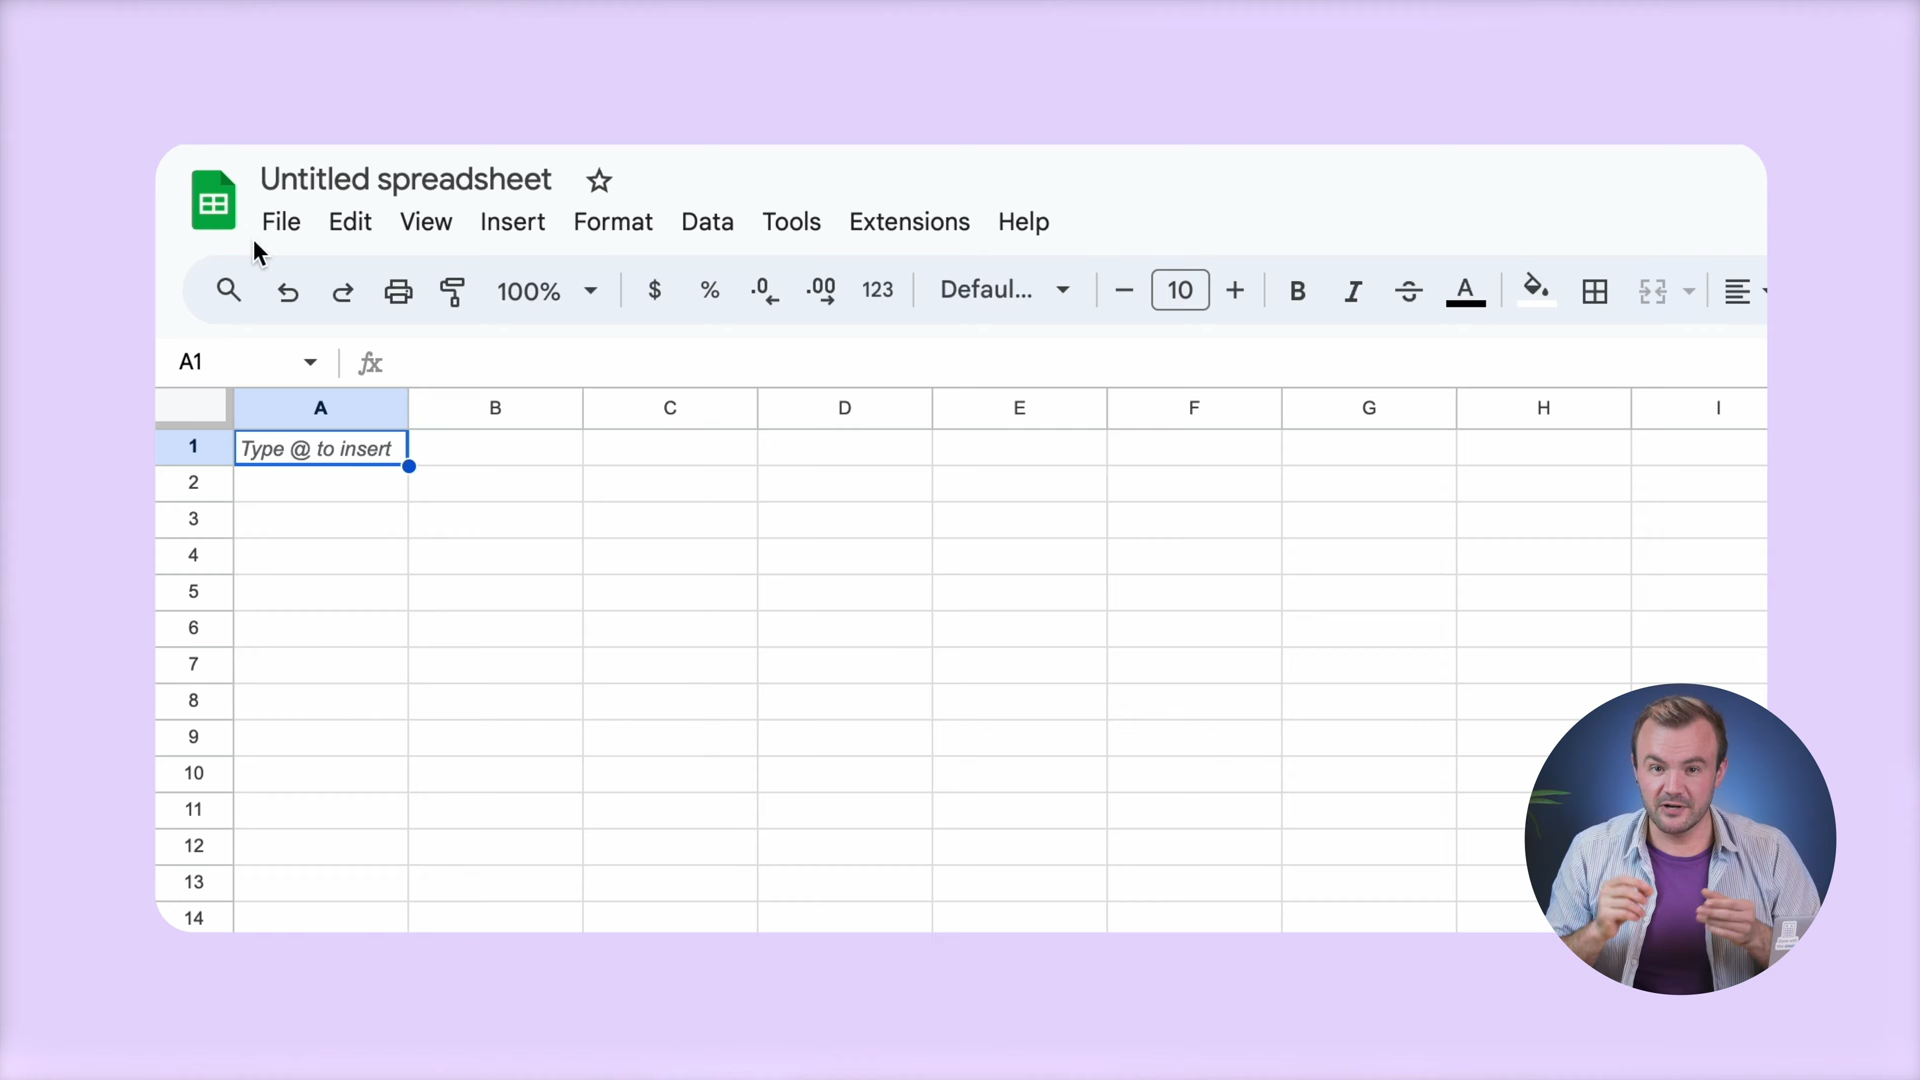 Untitled spreadsheet
File Edit View Insert Format Data Tools Extensions Help
100% $ % .0 .00 123 Defaul... 10 B I S A
A1 fx
A B C D E F G H I
1 Type @ to insert
2
3
4
5
6
7
8
9
10
11
12
13
14